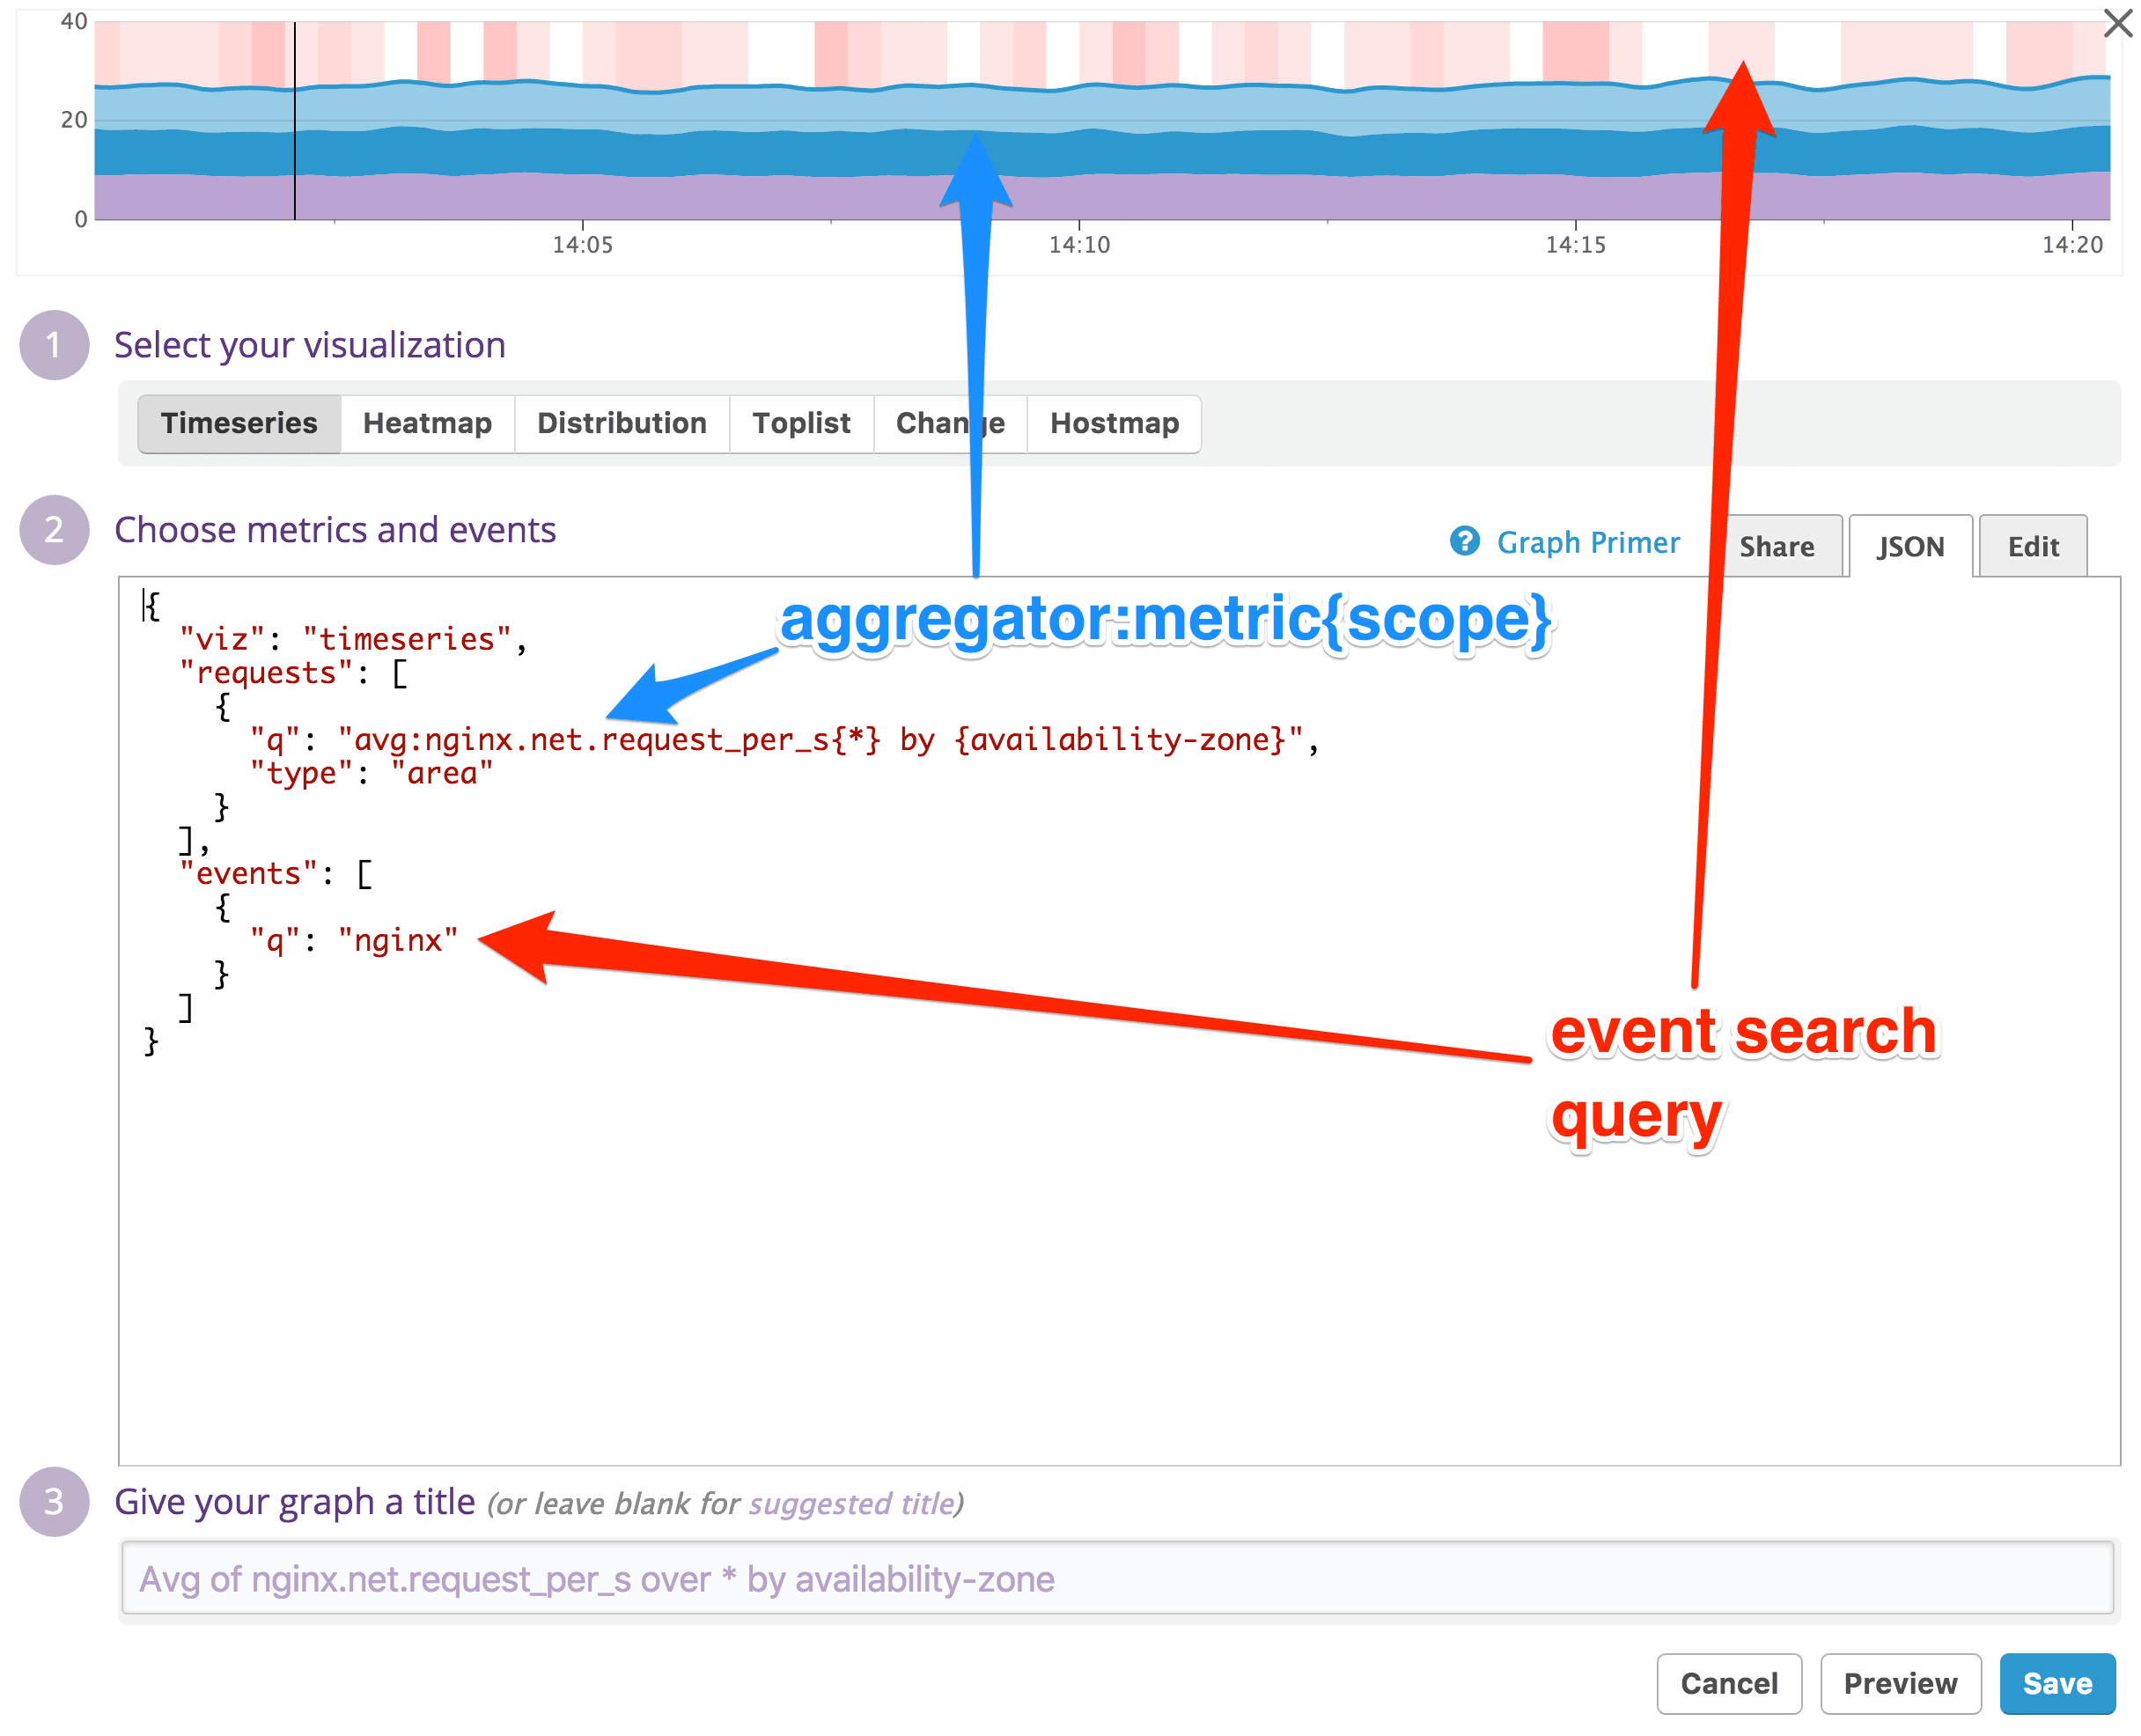 40
20
0
14:05 14:10 14:15 14:20
1 Select your visualization
Timeseries Heatmap Distribution Toplist Change Hostmap
2 Choose metrics and events
? Graph Primer Share JSON Edit
{
"viz": "timeseries",
"requests": [
{
"q": "avg:nginx.net.request_per_s{*} by {availability-zone}",
"type": "area"
}
],
"events": [
{
"q": "nginx"
}
]
}
aggregator:metric{scope}
event search
query
3 Give your graph a title (or leave blank for suggested title)
Avg of nginx.net.request_per_s over * by availability-zone
Cancel Preview Save